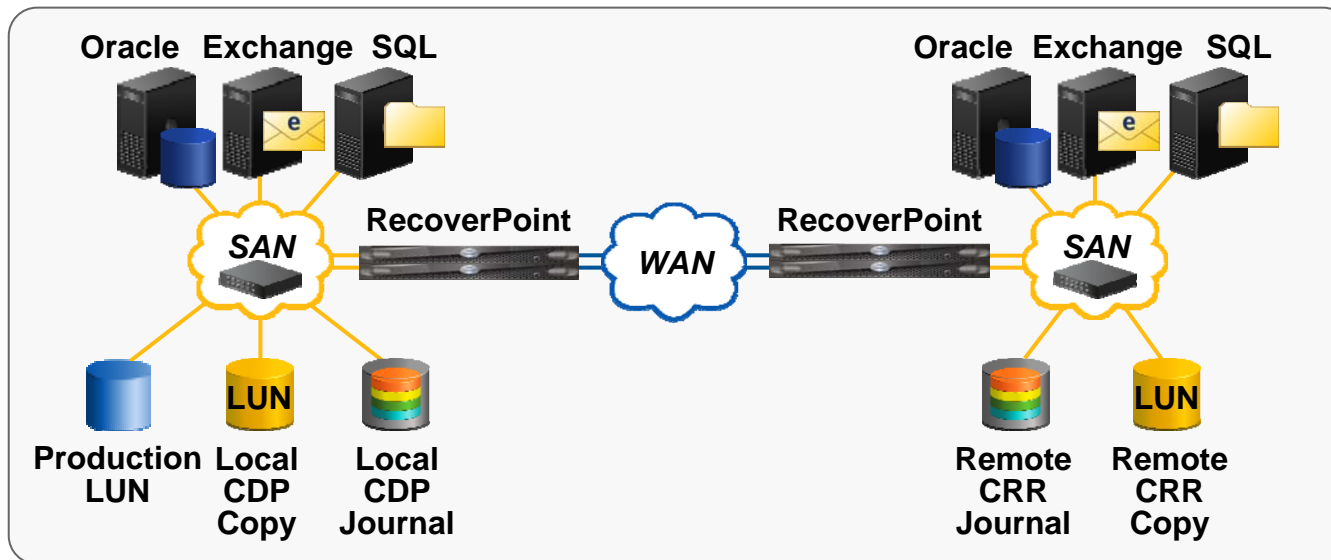 Oracle Exchange SQL
Oracle Exchange SQL
e
e
RecoverPoint
RecoverPoint
SAN
WAN
SAN
LUN
LUN
Production
LUN
Local
CDP
Copy
Local
CDP
Journal
Remote
CRR
Journal
Remote
CRR
Copy